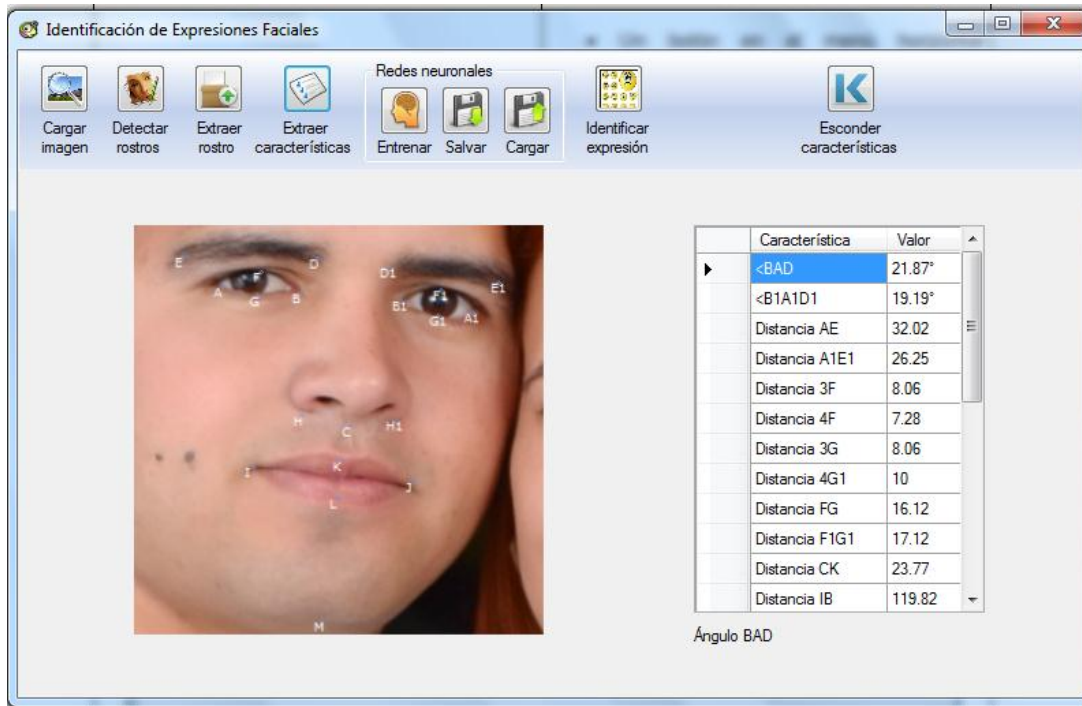 Identificación de Expresiones Faciales
Redes neuronales
Cargar imagen
Detectar rostros
Extraer rostro
Extraer características
Entrenar
Salvar
Cargar
Identificar expresión
Esconder características
Característica Valor
<BAD 21.87°
<B1A1D1 19.19°
Distancia AE 32.02
Distancia A1E1 26.25
Distancia 3F 8.06
Distancia 4F 7.28
Distancia 3G 8.06
Distancia 4G1 10
Distancia FG 16.12
Distancia F1G1 17.12
Distancia CK 23.77
Distancia IB 119.82
Ángulo BAD
E D D1 E1
F F1
A G B B1 G1 A1
H C H1
I K J
L
M